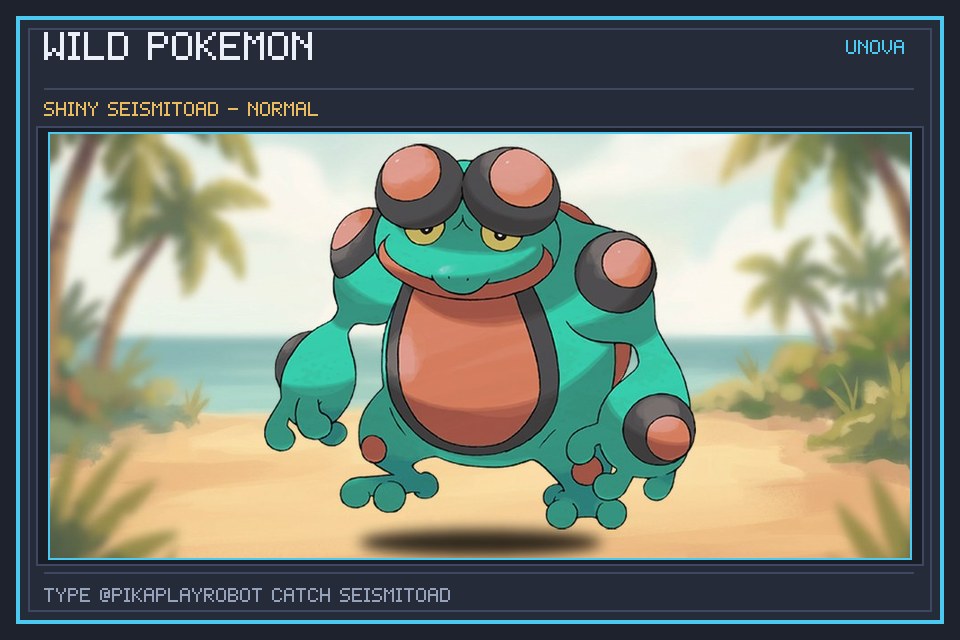 WILD POKEMON
UNOVA
SHINY SEISMITOAD - NORMAL
TYPE @PIKAPLAYROBOT CATCH SEISMITOAD